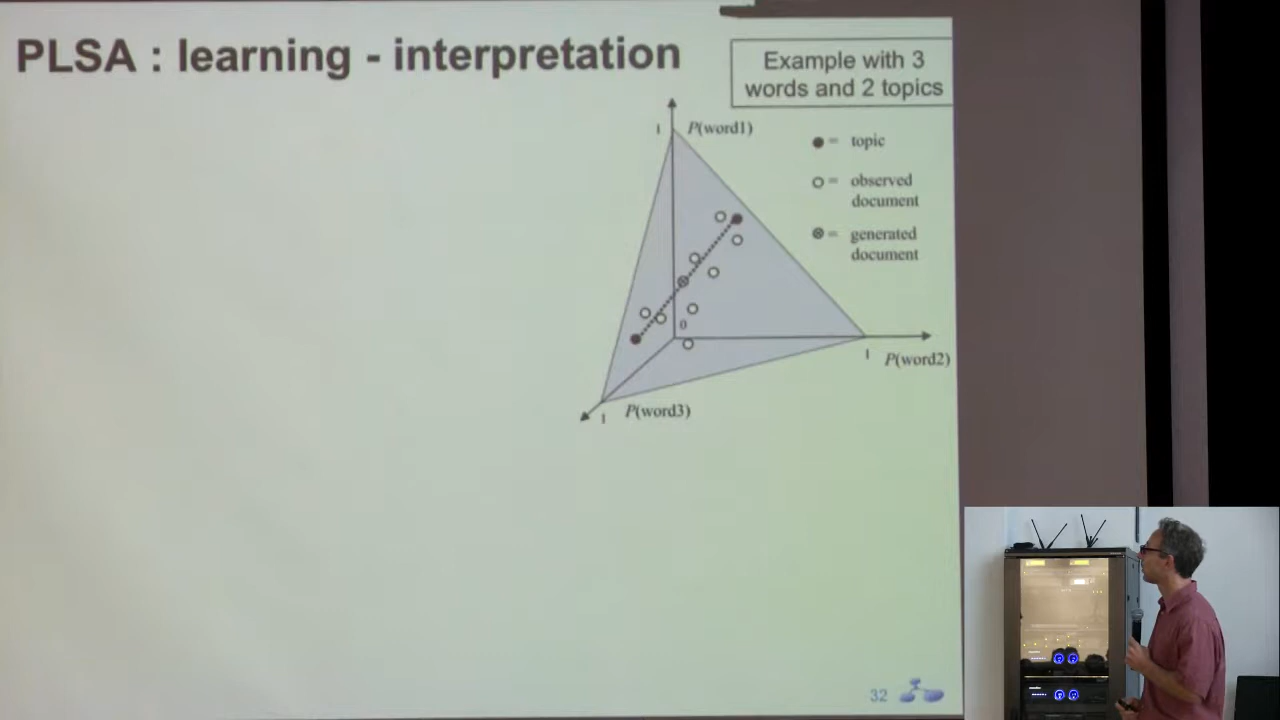 PLSA : learning - interpretation
Example with 3
words and 2 topics
1 P(word1)
= topic
= observed
document
= generated
document
0
1 P(word2)
1 P(word3)
32